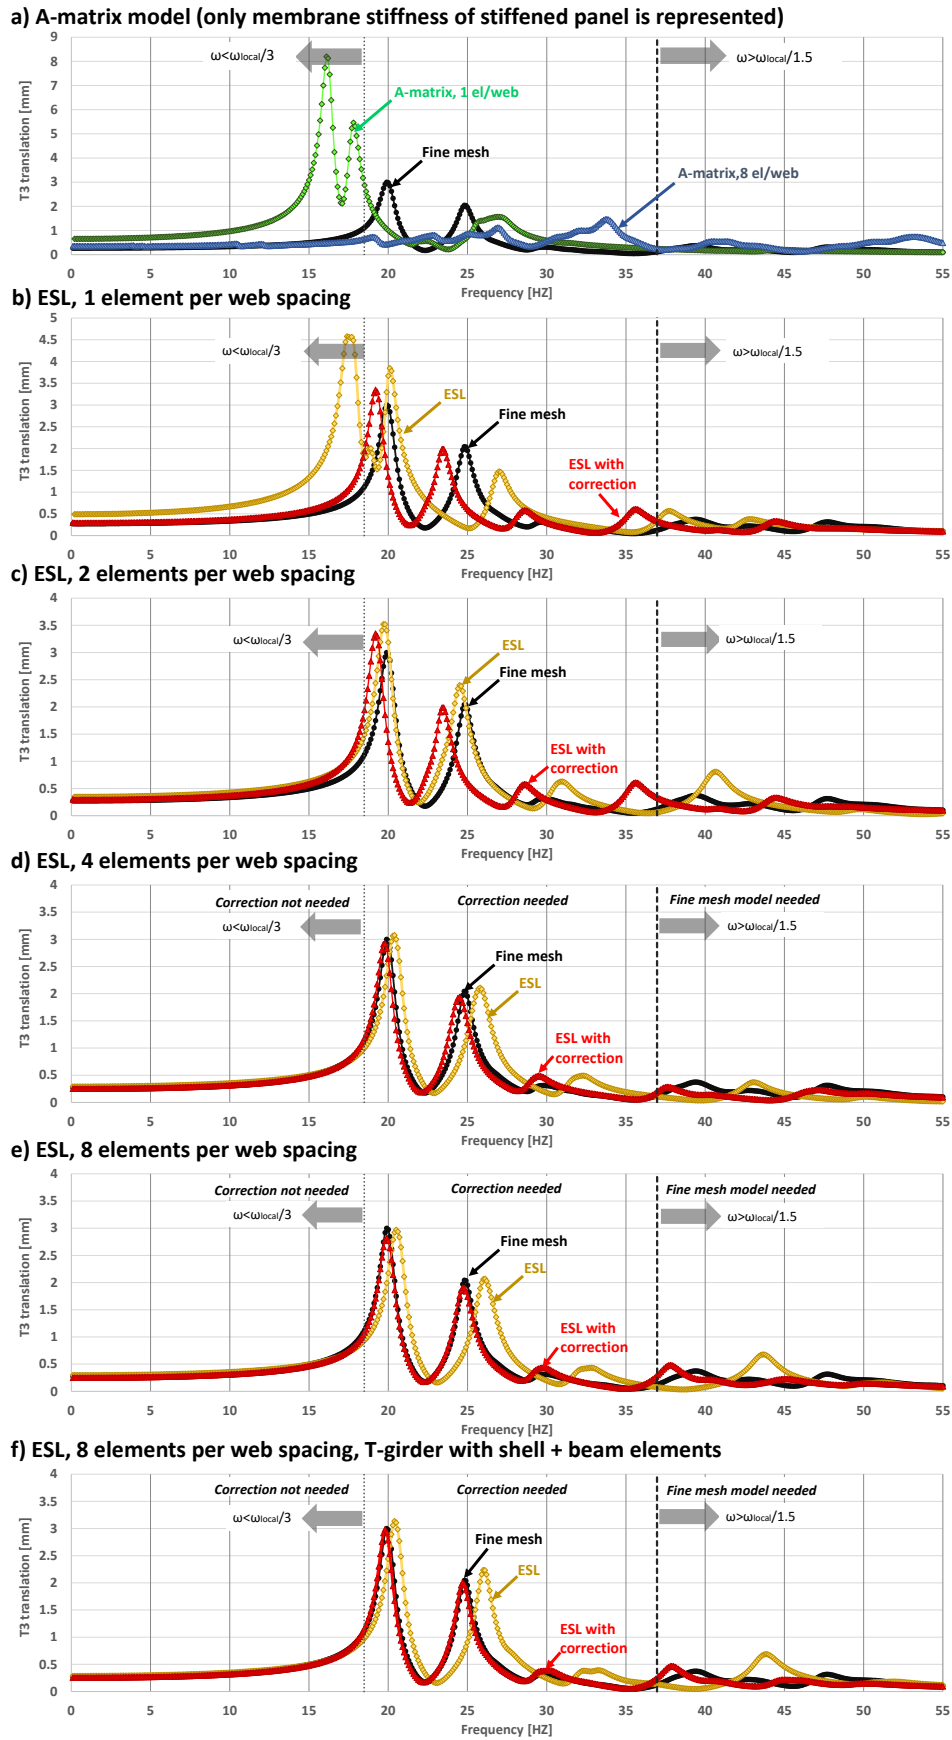 a) A-matrix model (only membrane stiffness of stiffened panel is represented)
T3 translation [mm]
9
8
7
6
5
4
3
2
1
0
ω<ωlocal/3
ω>ωlocal/1.5
A-matrix, 1 el/web
Fine mesh
A-matrix,8 el/web
0 5 10 15 20 25 30 35 40 45 50 55
Frequency [HZ]
b) ESL, 1 element per web spacing
T3 translation [mm]
5
4.5
4
3.5
3
2.5
2
1.5
1
0.5
0
ω<ωlocal/3
ω>ωlocal/1.5
ESL
Fine mesh
ESL with
correction
0 5 10 15 20 25 30 35 40 45 50 55
Frequency [HZ]
c) ESL, 2 elements per web spacing
T3 translation [mm]
4
3.5
3
2.5
2
1.5
1
0.5
0
ω<ωlocal/3
ω>ωlocal/1.5
ESL
Fine mesh
ESL with
correction
0 5 10 15 20 25 30 35 40 45 50 55
Frequency [HZ]
d) ESL, 4 elements per web spacing
T3 translation [mm]
4
3.5
3
2.5
2
1.5
1
0.5
0
Correction not needed Correction needed Fine mesh model needed
ω<ωlocal/3
ω>ωlocal/1.5
Fine mesh
ESL
ESL with
correction
0 5 10 15 20 25 30 35 40 45 50 55
Frequency [HZ]
e) ESL, 8 elements per web spacing
T3 translation [mm]
4
3.5
3
2.5
2
1.5
1
0.5
0
Correction not needed Correction needed Fine mesh model needed
ω<ωlocal/3
ω>ωlocal/1.5
Fine mesh
ESL
ESL with
correction
0 5 10 15 20 25 30 35 40 45 50 55
Frequency [HZ]
f) ESL, 8 elements per web spacing, T-girder with shell + beam elements
T3 translation [mm]
4
3.5
3
2.5
2
1.5
1
0.5
0
Correction not needed Correction needed Fine mesh model needed
ω<ωlocal/3
ω>ωlocal/1.5
Fine mesh
ESL
ESL with
correction
0 5 10 15 20 25 30 35 40 45 50 55
Frequency [HZ]